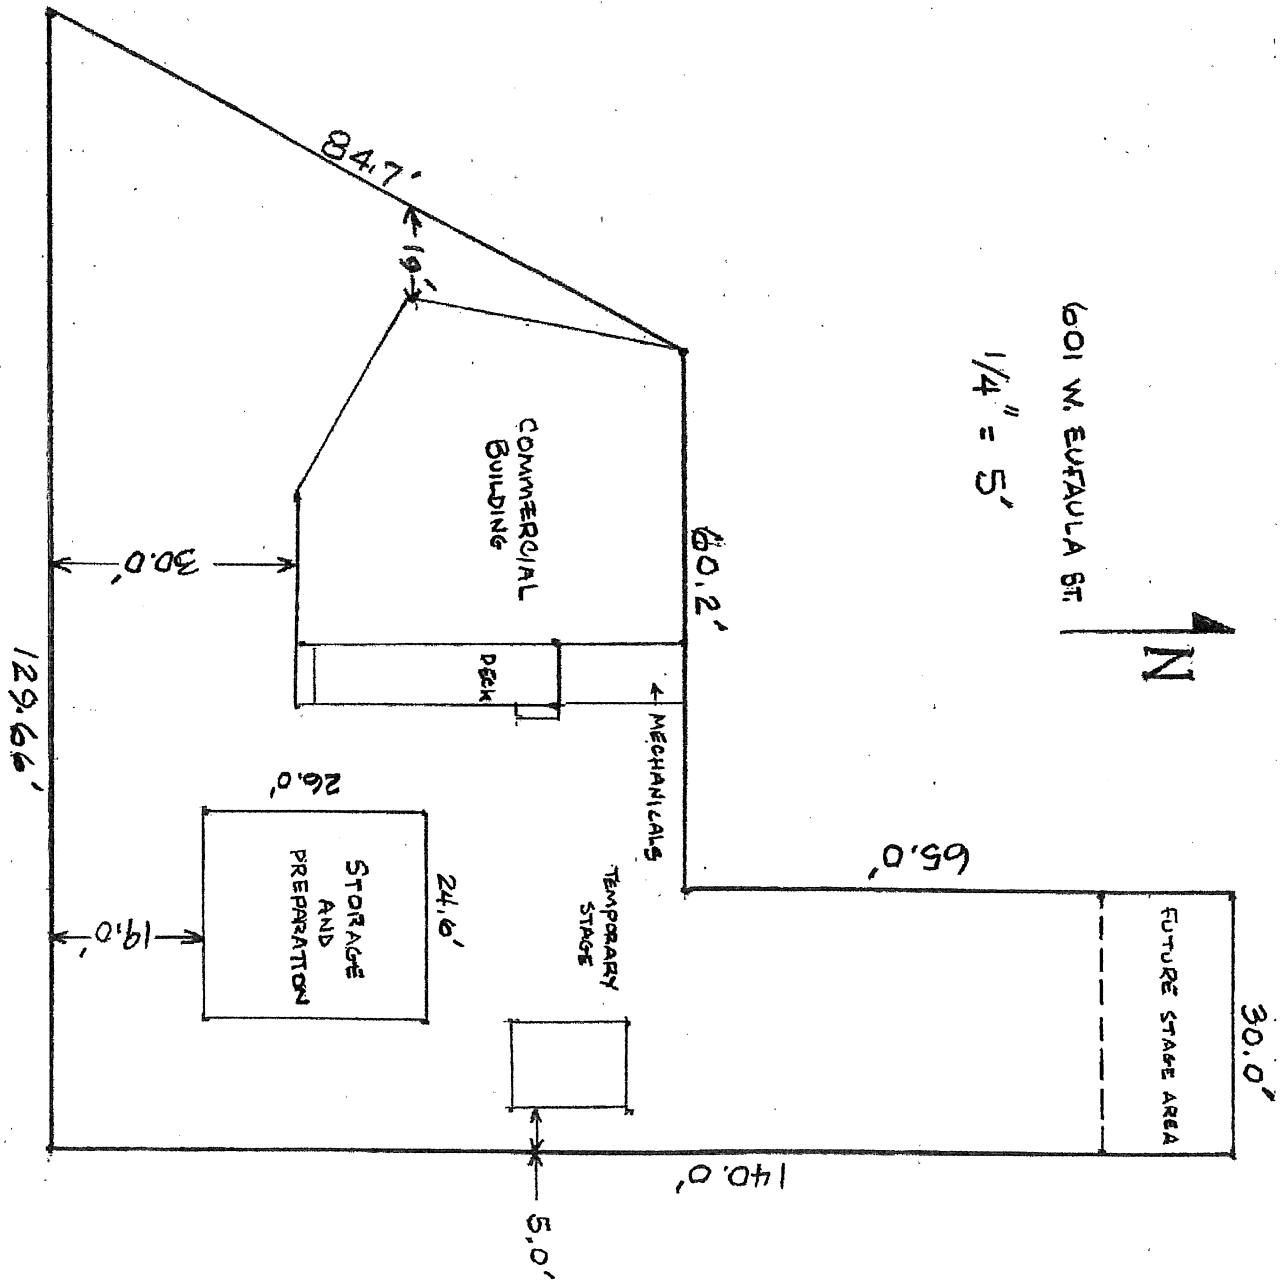 601 W. EUFAULA ST.
1/4" = 5'
N
30.0'
FUTURE STAGE AREA
65.0'
140.0'
60.2'
84.7'
COMMERCIAL
BUILDING
← MECHANICALS
DECK
TEMPORARY
STAGE
5.0'
24.6'
26.0'
STORAGE
AND
PREPARATION
30.0'
19.0'
129.66'